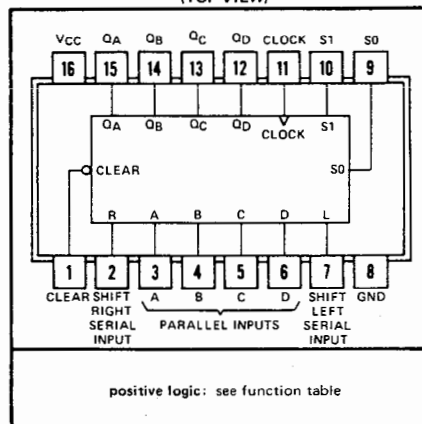 (TOP VIEW)
VCC QA QB QC QD CLOCK S1 S0
16 15 14 13 12 11 10 9
QA QB QC QD CLOCK S1
CLEAR S0
R A B C D L
1 2 3 4 5 6 7 8
CLEAR SHIFT RIGHT SERIAL INPUT A B C D SHIFT LEFT SERIAL INPUT GND
PARALLEL INPUTS
positive logic: see function table